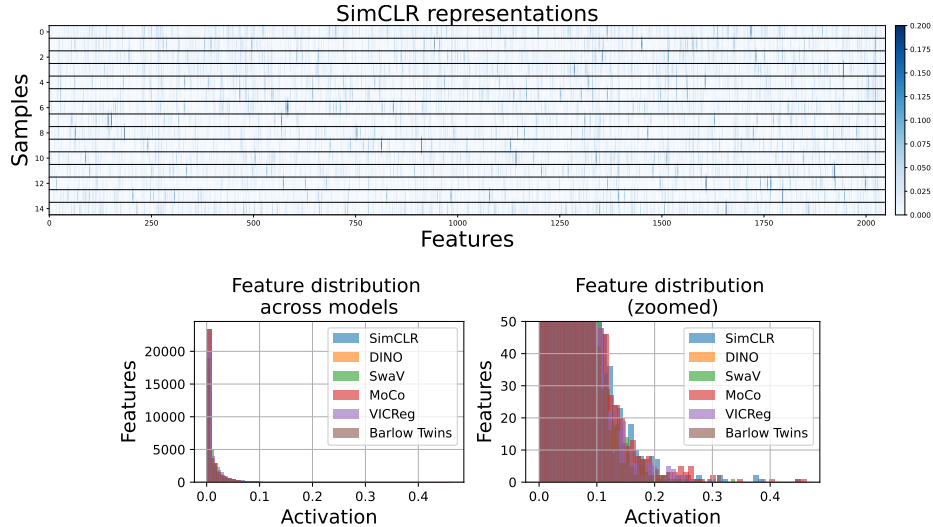 SimCLR representations
Samples
0
2
4
6
8
10
12
14
0 250 500 750 1000 1250 1500 1750 2000
Features
0.200
0.175
0.150
0.125
0.100
0.075
0.050
0.025
0.000
Feature distribution
across models
Features
20000
15000
10000
5000
0
0.0 0.1 0.2 0.3 0.4
Activation
SimCLR
DINO
SwaV
MoCo
VICReg
Barlow Twins
Feature distribution
(zoomed)
Features
50
40
30
20
10
0
0.0 0.1 0.2 0.3 0.4
Activation
SimCLR
DINO
SwaV
MoCo
VICReg
Barlow Twins